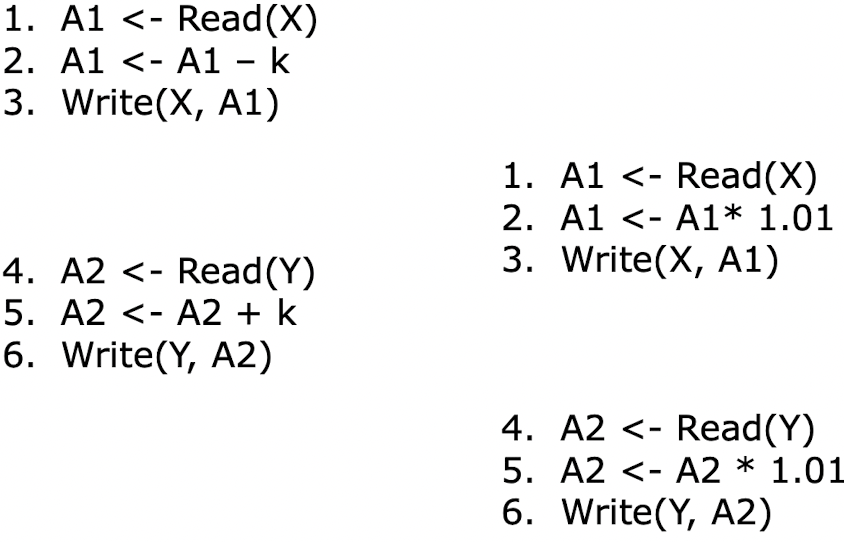 1. A1 <- Read(X)
2. A1 <- A1 – k
3. Write(X, A1)
1. A1 <- Read(X)
2. A1 <- A1* 1.01
3. Write(X, A1)
4. A2 <- Read(Y)
5. A2 <- A2 + k
6. Write(Y, A2)
4. A2 <- Read(Y)
5. A2 <- A2 * 1.01
6. Write(Y, A2)